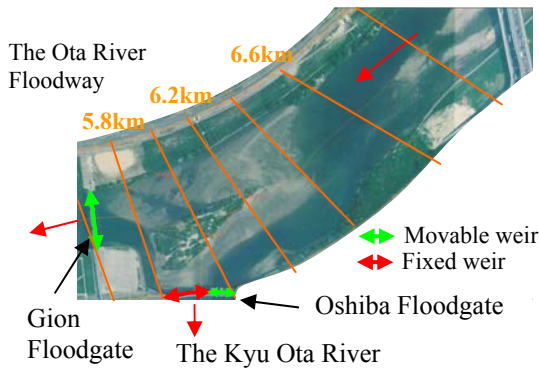 The Ota River
Floodway
6.6km
6.2km
5.8km
Movable weir
Fixed weir
Gion
Floodgate
Oshiba Floodgate
The Kyu Ota River